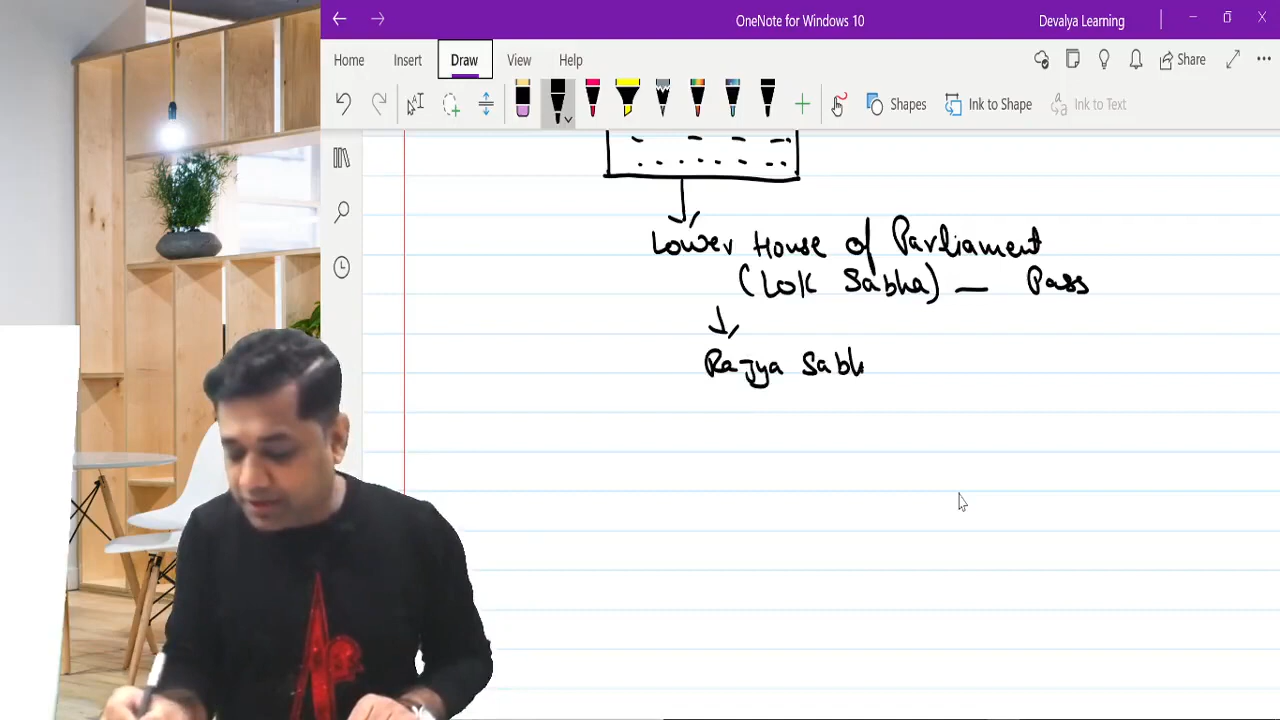 OneNote for Windows 10
Devalya Learning
Home Insert Draw View Help
Share
Shapes Ink to Shape Ink to Text
Lower House of Parliament
(Lok Sabha) — Pass
Rajya Sabh